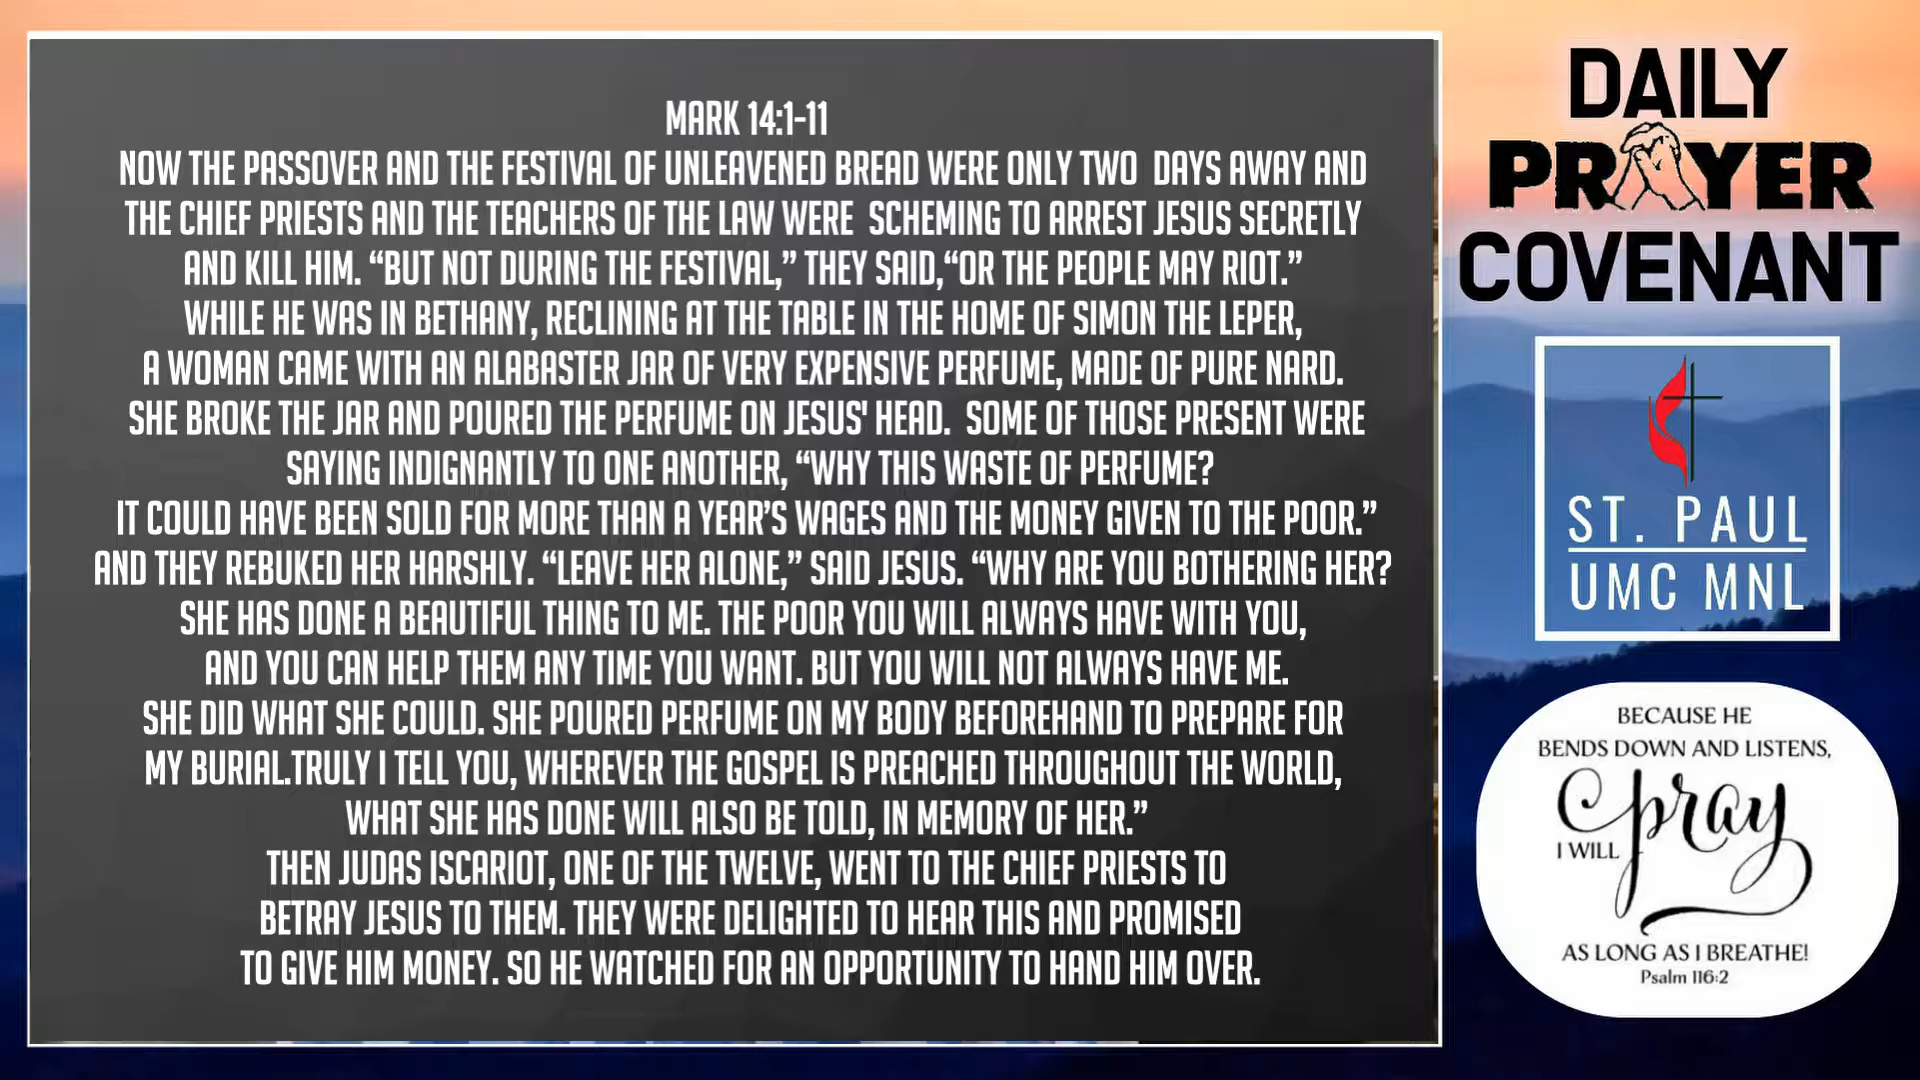 MARK 14:1-11
NOW THE PASSOVER AND THE FESTIVAL OF UNLEAVENED BREAD WERE ONLY TWO DAYS AWAY AND
THE CHIEF PRIESTS AND THE TEACHERS OF THE LAW WERE SCHEMING TO ARREST JESUS SECRETLY
AND KILL HIM. “BUT NOT DURING THE FESTIVAL,” THEY SAID,“OR THE PEOPLE MAY RIOT.”
WHILE HE WAS IN BETHANY, RECLINING AT THE TABLE IN THE HOME OF SIMON THE LEPER,
A WOMAN CAME WITH AN ALABASTER JAR OF VERY EXPENSIVE PERFUME, MADE OF PURE NARD.
SHE BROKE THE JAR AND POURED THE PERFUME ON JESUS' HEAD. SOME OF THOSE PRESENT WERE
SAYING INDIGNANTLY TO ONE ANOTHER, “WHY THIS WASTE OF PERFUME?
IT COULD HAVE BEEN SOLD FOR MORE THAN A YEAR’S WAGES AND THE MONEY GIVEN TO THE POOR.”
AND THEY REBUKED HER HARSHLY. “LEAVE HER ALONE,” SAID JESUS. “WHY ARE YOU BOTHERING HER?
SHE HAS DONE A BEAUTIFUL THING TO ME. THE POOR YOU WILL ALWAYS HAVE WITH YOU,
AND YOU CAN HELP THEM ANY TIME YOU WANT. BUT YOU WILL NOT ALWAYS HAVE ME.
SHE DID WHAT SHE COULD. SHE POURED PERFUME ON MY BODY BEFOREHAND TO PREPARE FOR
MY BURIAL.TRULY I TELL YOU, WHEREVER THE GOSPEL IS PREACHED THROUGHOUT THE WORLD,
WHAT SHE HAS DONE WILL ALSO BE TOLD, IN MEMORY OF HER.”
THEN JUDAS ISCARIOT, ONE OF THE TWELVE, WENT TO THE CHIEF PRIESTS TO
BETRAY JESUS TO THEM. THEY WERE DELIGHTED TO HEAR THIS AND PROMISED
TO GIVE HIM MONEY. SO HE WATCHED FOR AN OPPORTUNITY TO HAND HIM OVER.
DAILY
PRAYER
COVENANT
ST. PAUL
UMC MNL
BECAUSE HE
BENDS DOWN AND LISTENS,
I WILL pray
AS LONG AS I BREATHE!
Psalm 116:2